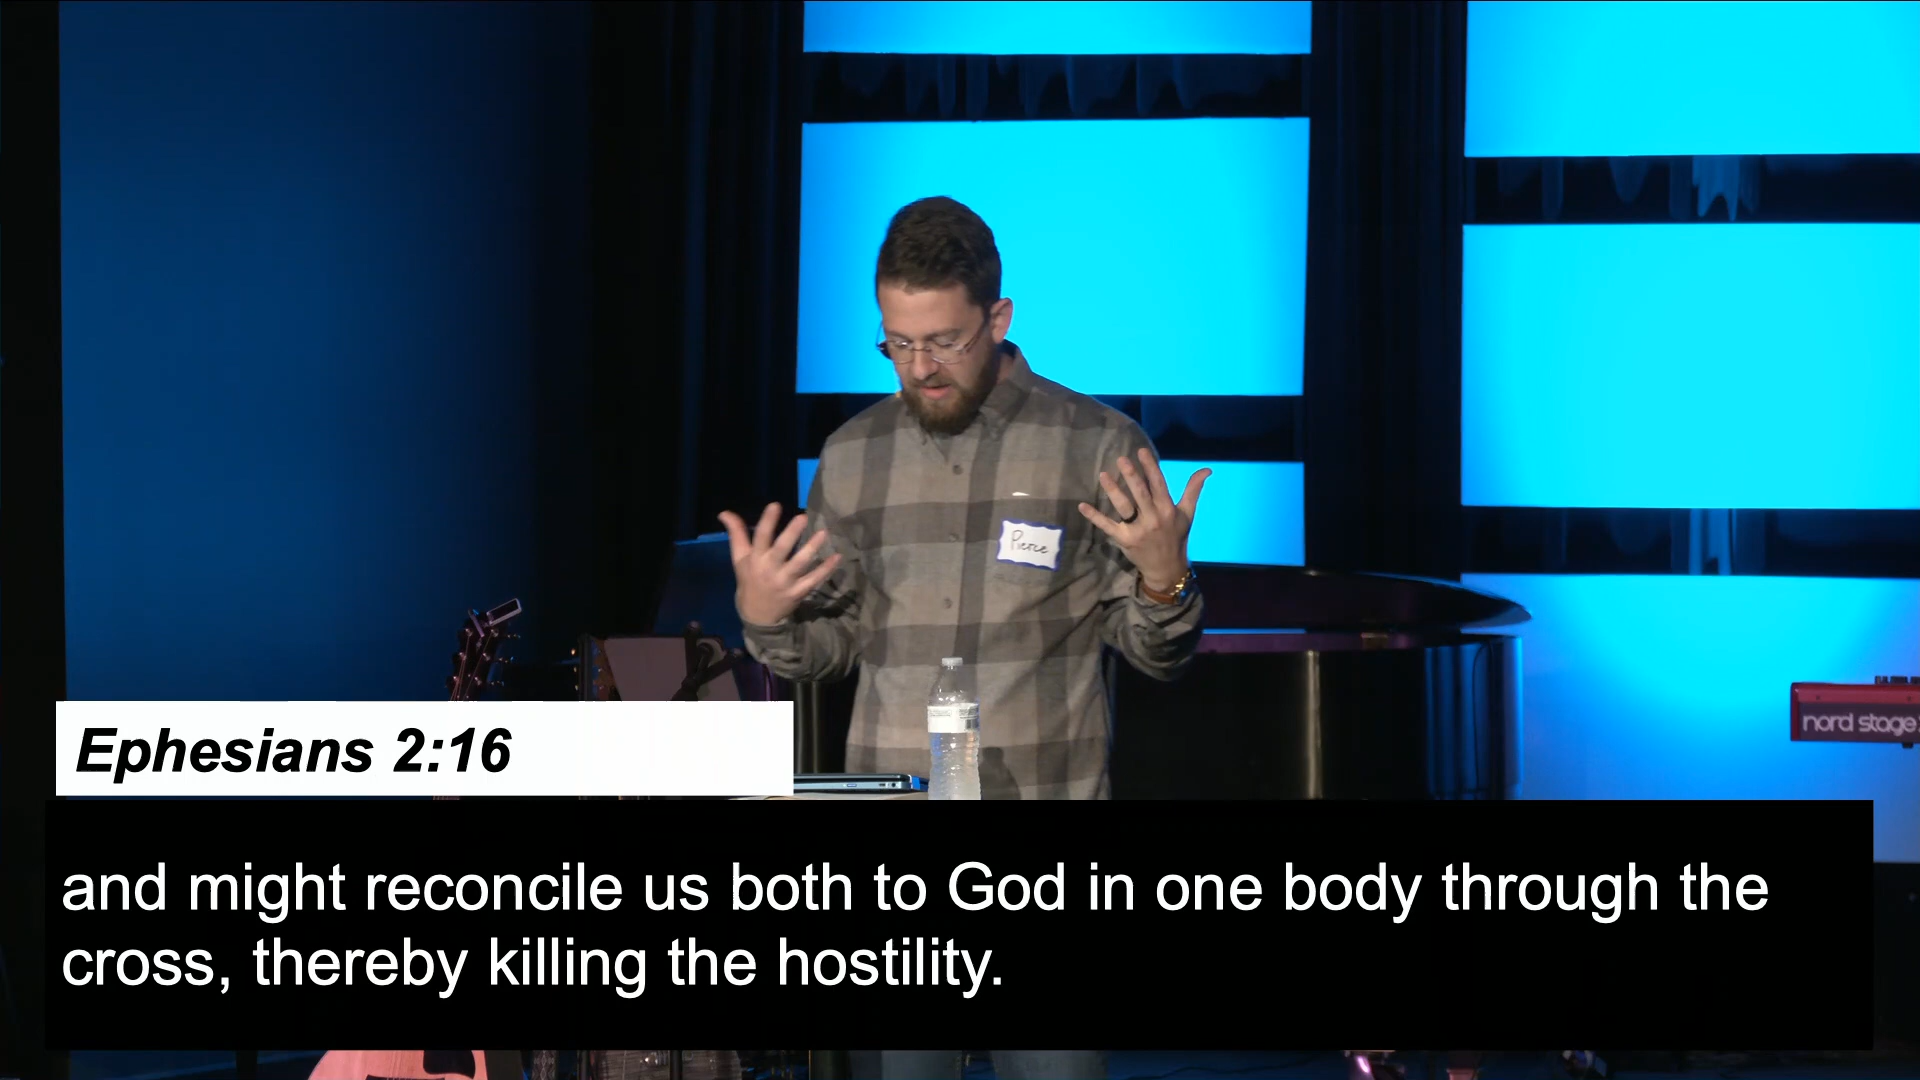 Pierce
nord stage
Ephesians 2:16
and might reconcile us both to God in one body through the
cross, thereby killing the hostility.